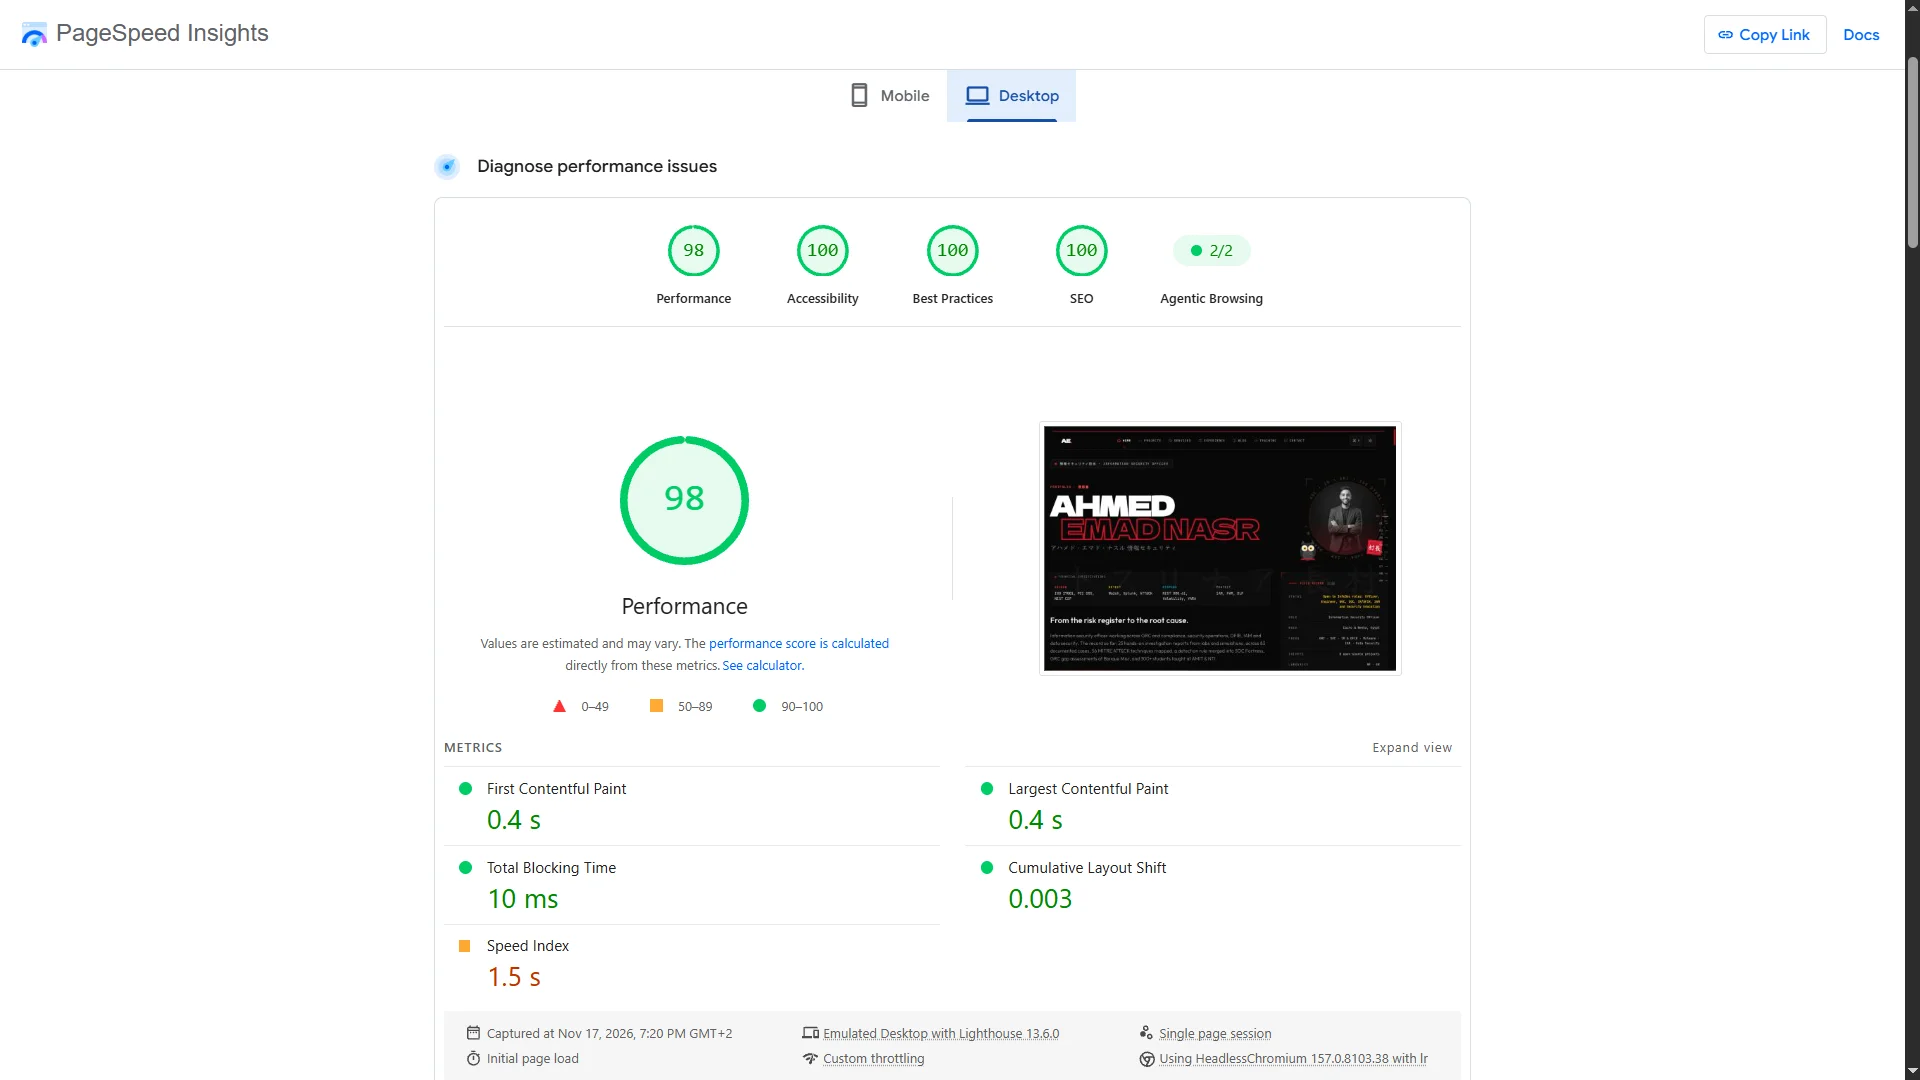 PageSpeed Insights
Copy Link
Docs
Mobile
Desktop
Diagnose performance issues
98
100
100
100
2/2
Performance
Accessibility
Best Practices
SEO
Agentic Browsing
98
Performance
Values are estimated and may vary. The performance score is calculated
directly from these metrics. See calculator.
0–49
50–89
90–100
AHMED
EMAD NASR
From the risk register to the root cause.
METRICS
Expand view
First Contentful Paint
0.4 s
Largest Contentful Paint
0.4 s
Total Blocking Time
10 ms
Cumulative Layout Shift
0.003
Speed Index
1.5 s
Captured at Nov 17, 2026, 7:20 PM GMT+2
Emulated Desktop with Lighthouse 13.6.0
Single page session
Initial page load
Custom throttling
Using HeadlessChromium 157.0.8103.38 with lr